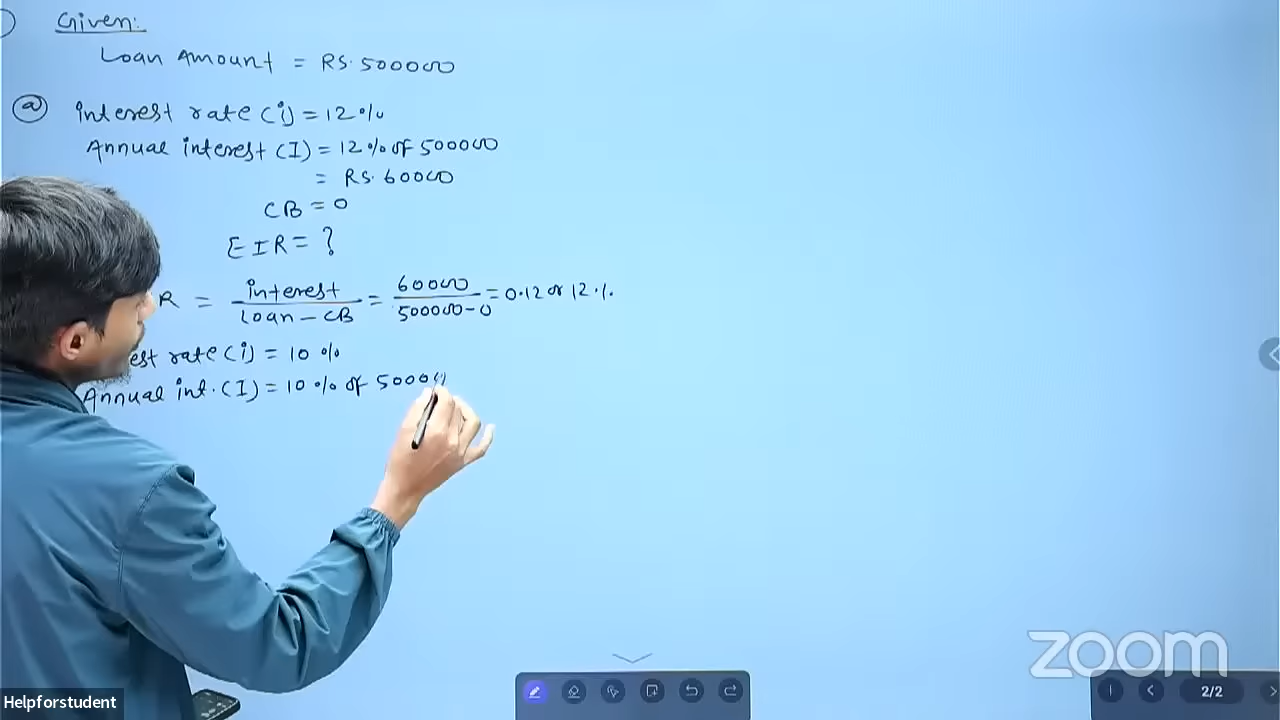 Given:
Loan Amount = RS. 500000
(a) interest rate (i) = 12%
Annual interest (I) = 12% of 500000
= RS. 60000
CB = 0
EIR = ?
R = interest / Loan - CB = 60000 / 500000-0 = 0.12 or 12%
est rate (i) = 10%
Annual int. (I) = 10% of 5000
zoom
Helpforstudent
2/2